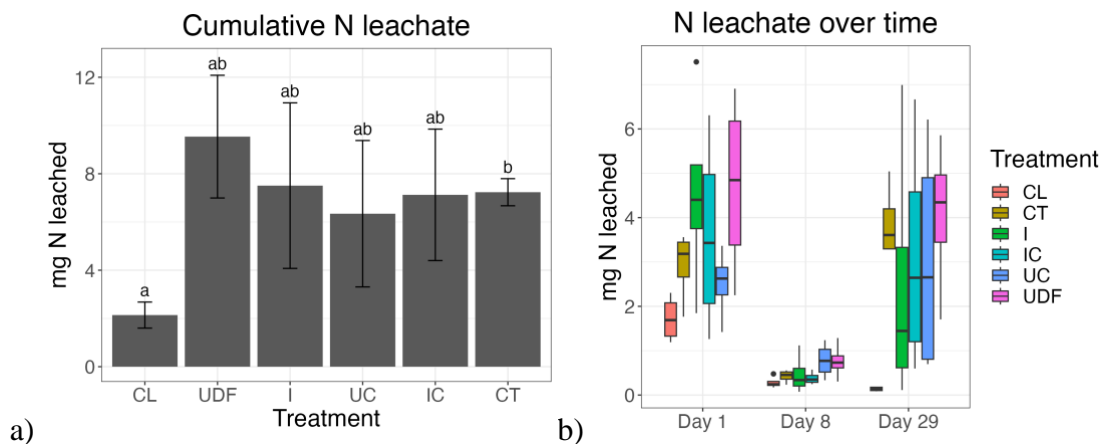 Cumulative N leachate
mg N leached
12
8
4
0
a
ab
ab
ab
ab
b
CL UDF I UC IC CT
Treatment
a)
N leachate over time
mg N leached
6
4
2
0
Day 1 Day 8 Day 29
Treatment
CL
CT
I
IC
UC
UDF
b)